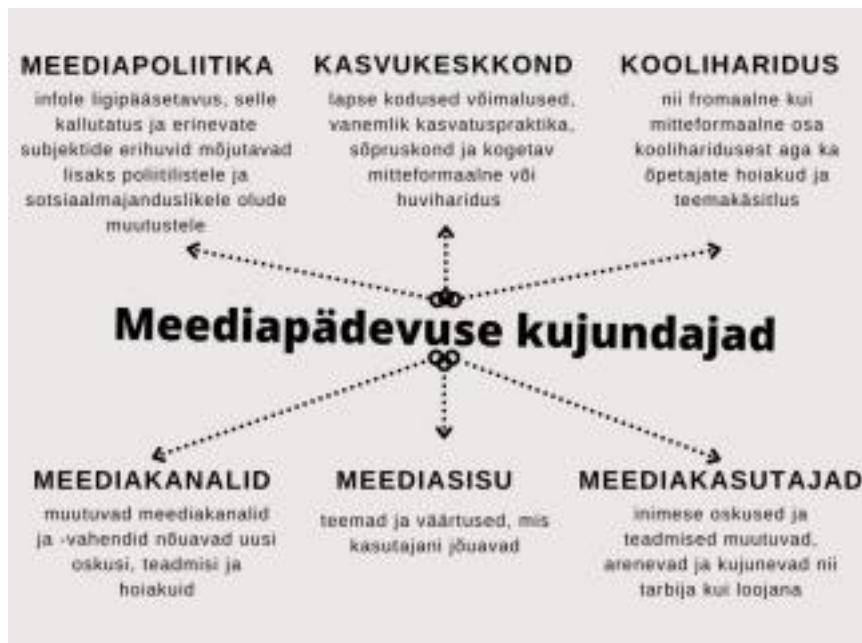 MEEDIAPOLIITIKA
infole ligipääsetavus, selle
kallutatus ja erinevate
subjektide erihuvid mõjutavad
lisaks poliitilistele ja
sotsiaalmajanduslikele olude
muutustele
KASVUKESKKOND
lapse kodused võimalused,
vanemlik kasvatuspraktika,
sõpruskond ja kogetav
mitteformaalne või
huviharidus
KOOLIHARIDUS
nii fromaalne kui
mitteformaalne osa
kooliharidusest aga ka
õpetajate hoiakud ja
teemakäsitlus
Meediapädevuse kujundajad
MEEDIAKANALID
muutuvad meediakanalid
ja -vahendid nõuavad uusi
oskusi, teadmisi ja
hoiakuid
MEEDIASISU
teemad ja väärtused, mis
kasutajani jõuavad
MEEDIAKASUTAJAD
inimese oskused ja
teadmised muutuvad,
arenevad ja kujunevad nii
tarbija kui loojana